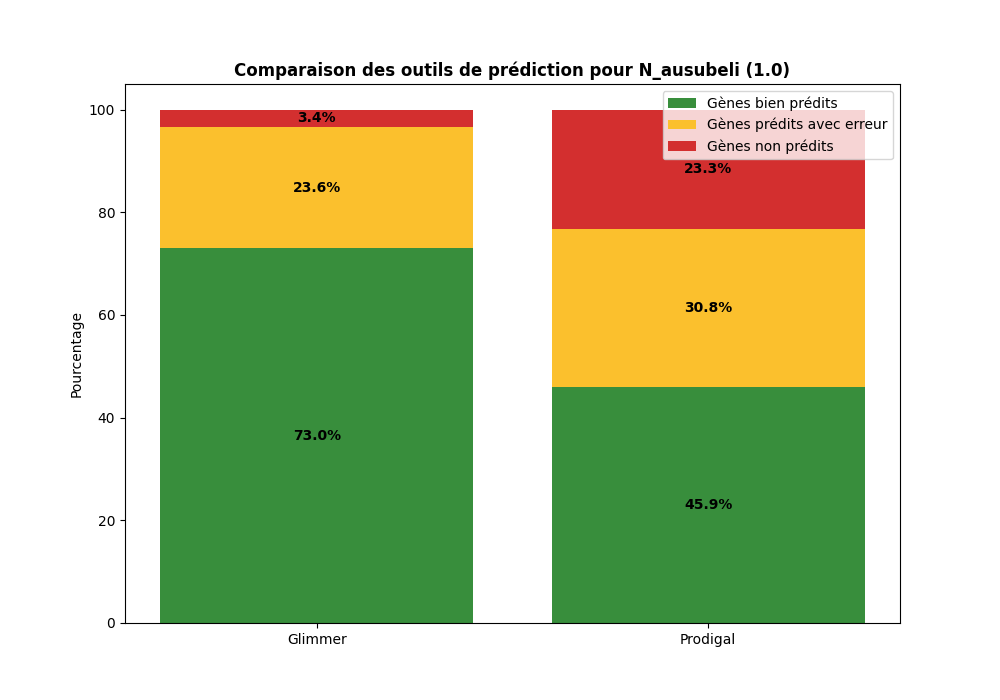 Comparaison des outils de prédiction pour N_ausubeli (1.0)
Gènes bien prédits
Gènes prédits avec erreur
Gènes non prédits
Pourcentage
100
80
60
40
20
0
3.4%
23.6%
73.0%
23.3%
30.8%
45.9%
Glimmer
Prodigal